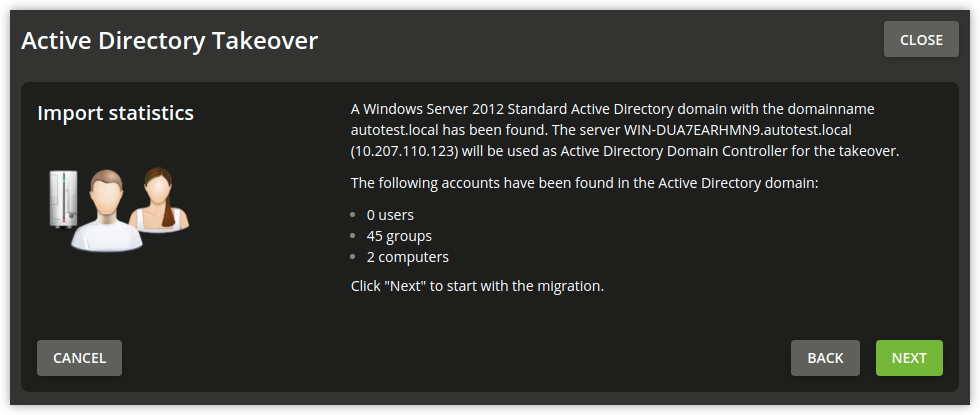 Active Directory Takeover
CLOSE
Import statistics
A Windows Server 2012 Standard Active Directory domain with the domainname
autotest.local has been found. The server WIN-DUA7EARHMN9.autotest.local
(10.207.110.123) will be used as Active Directory Domain Controller for the takeover.
The following accounts have been found in the Active Directory domain:
• 0 users
• 45 groups
• 2 computers
Click "Next" to start with the migration.
CANCEL
BACK
NEXT